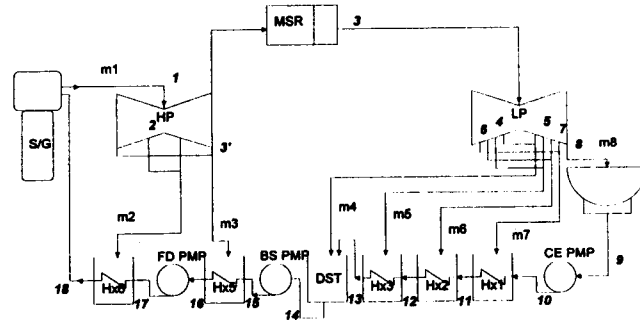 MSR
3
m1
1
HP
2
S/G
3'
LP
6
4
5
7
8
m8
m2
m3
m4
m5
m6
m7
FD PMP
BS PMP
CE PMP
9
18
Hx6
17
16
Hx5
15
14
DST
13
Hx3
12
Hx2
11
Hx1
10